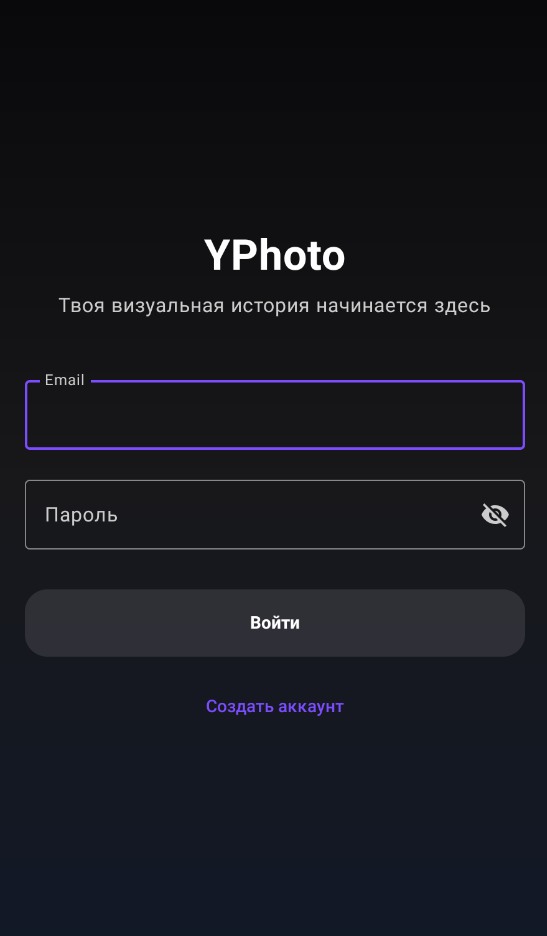 YPhoto
Твоя визуальная история начинается здесь
Email
Пароль
Войти
Создать аккаунт